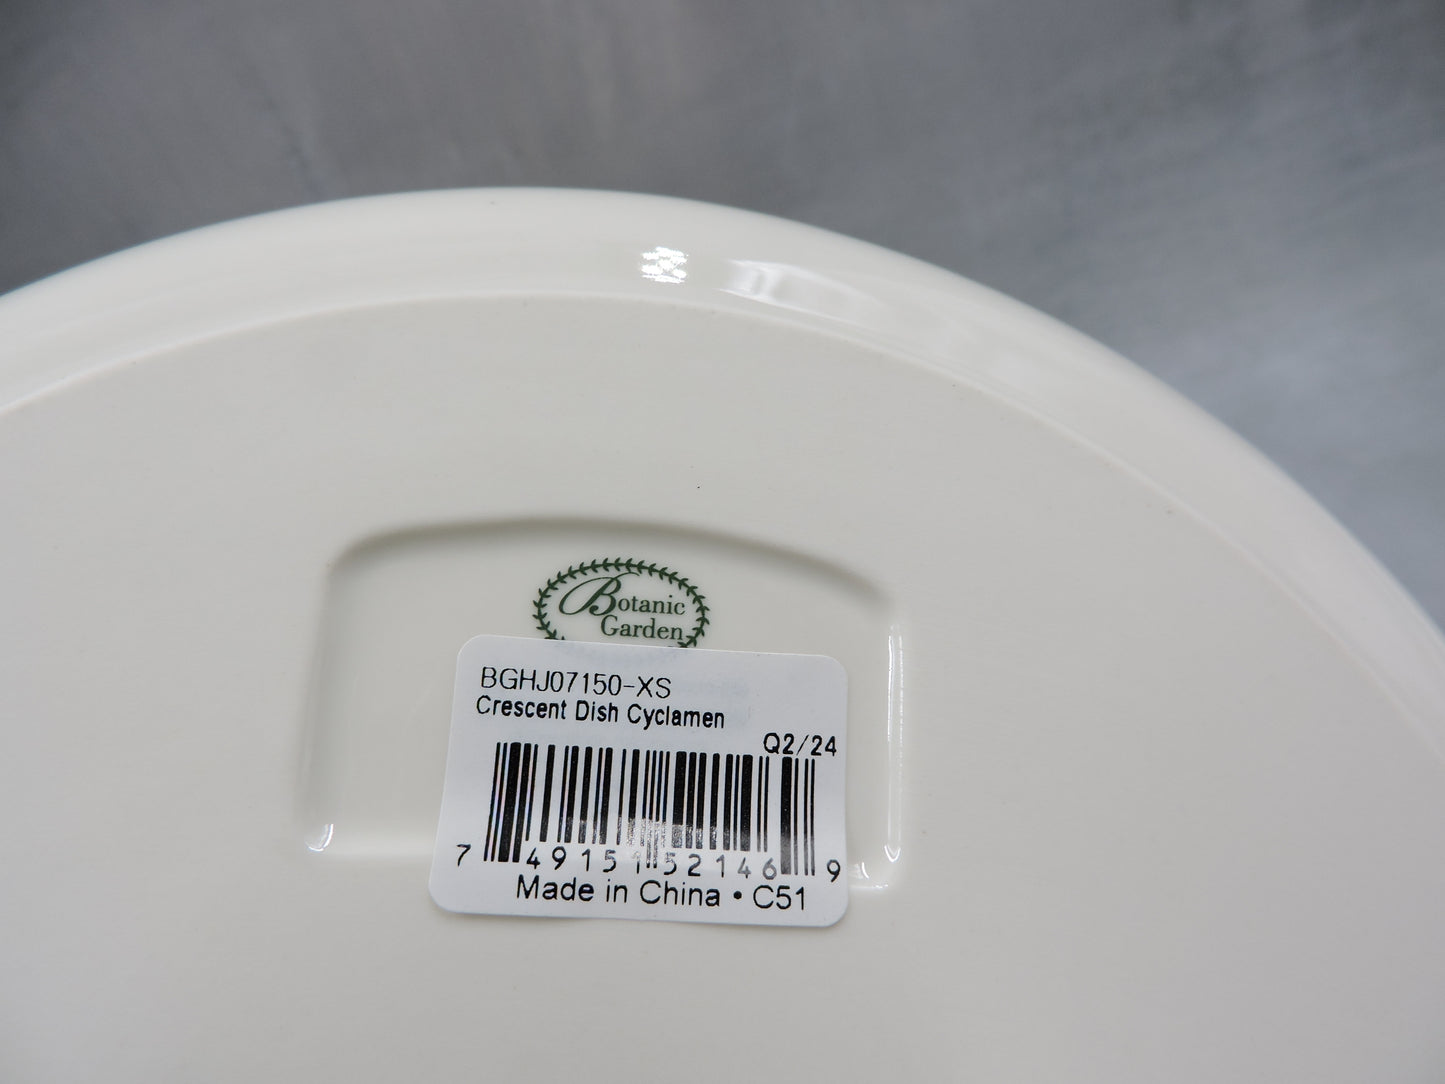 Botanic
Garden
BGHJ07150-XS
Crescent Dish Cyclamen
Q2/24
7 49151 52146 9
Made in China • C51